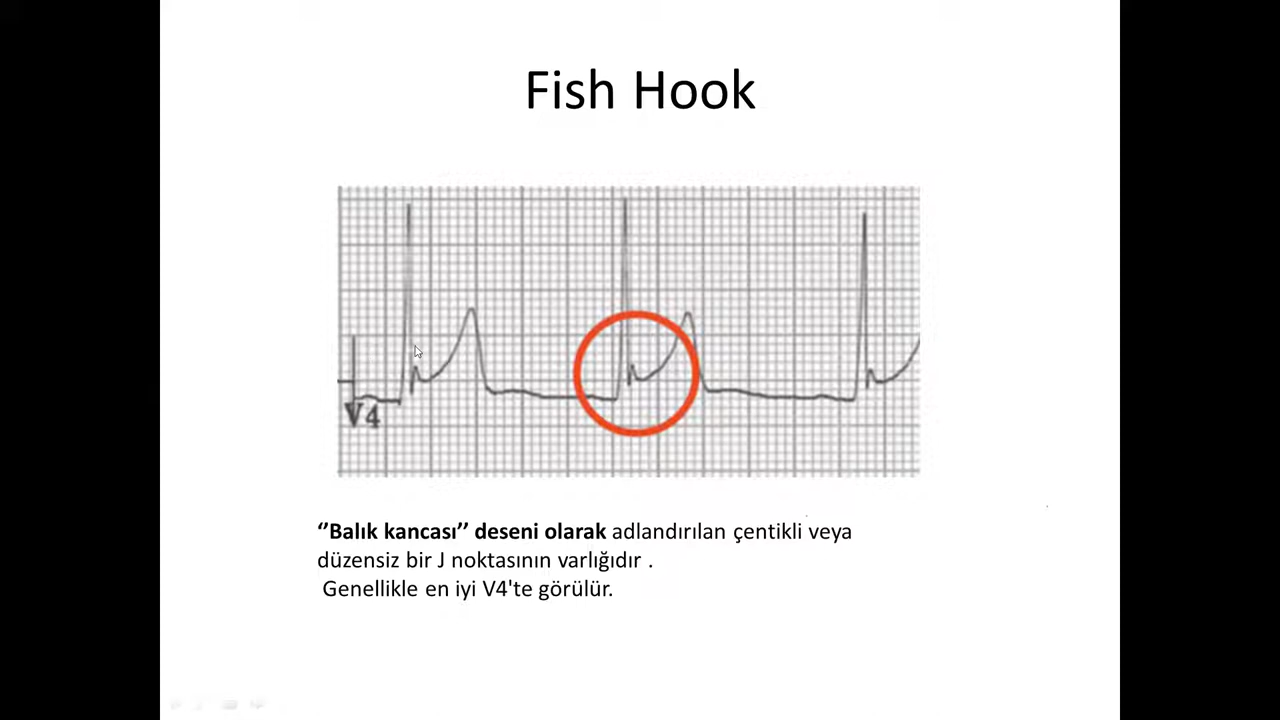 Fish Hook
V4
‘’Balık kancası’’ deseni olarak adlandırılan çentikli veya
düzensiz bir J noktasının varlığıdır .
Genellikle en iyi V4'te görülür.